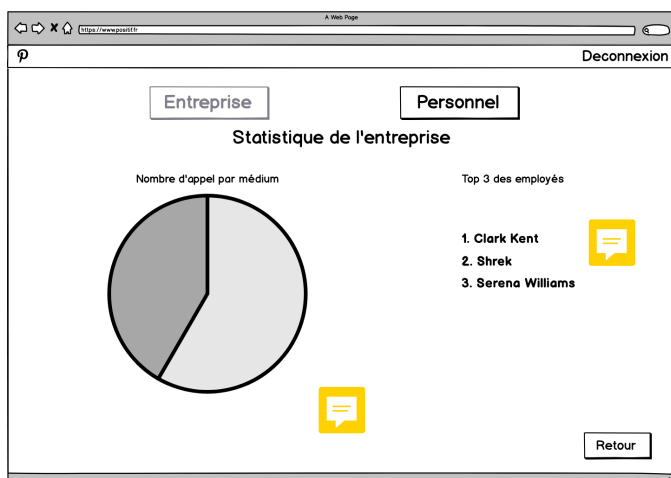 A Web Page
https://www.positif.fr
Deconnexion
Entreprise
Personnel
Statistique de l'entreprise
Nombre d'appel par médium
Top 3 des employés
1. Clark Kent
2. Shrek
3. Serena Williams
Retour